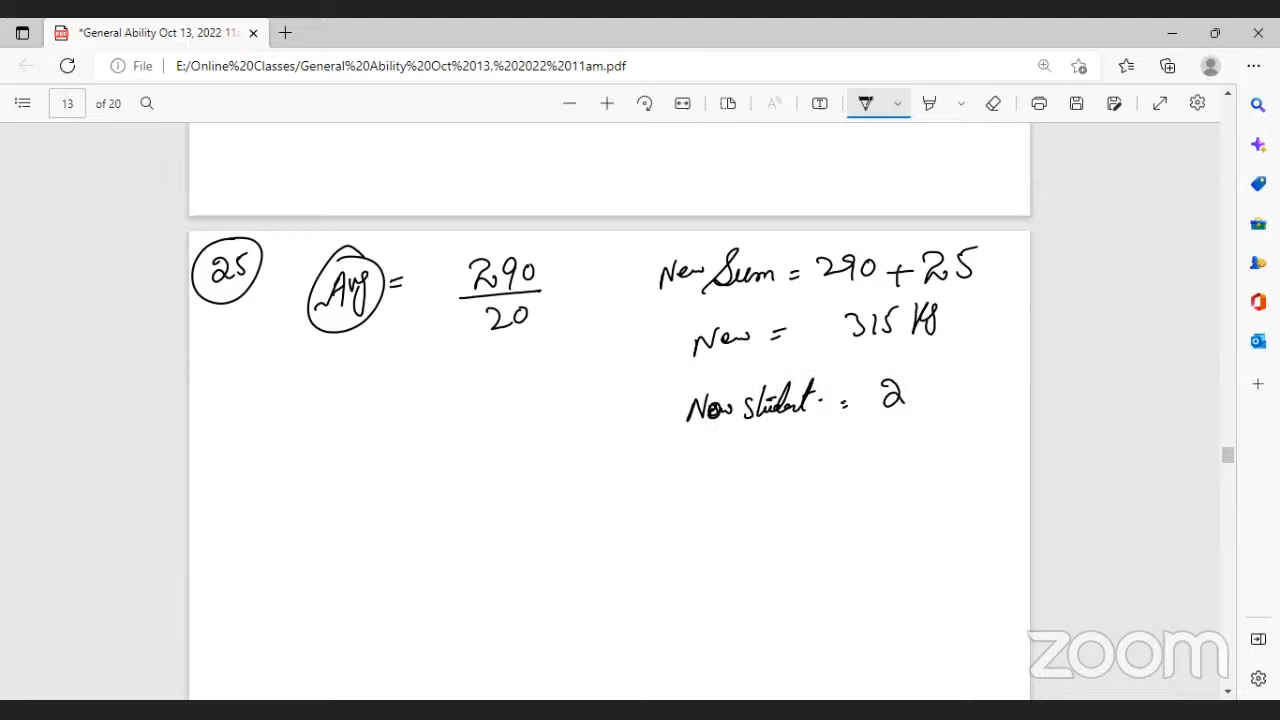 *General Ability Oct 13, 2022 11a
File E:/Online%20Classes/General%20Ability%20Oct%2013,%202022%2011am.pdf
13 of 20
25
Avg = 290
20
New Sum = 290 + 25
New = 315 Kg
New student = 2
zoom